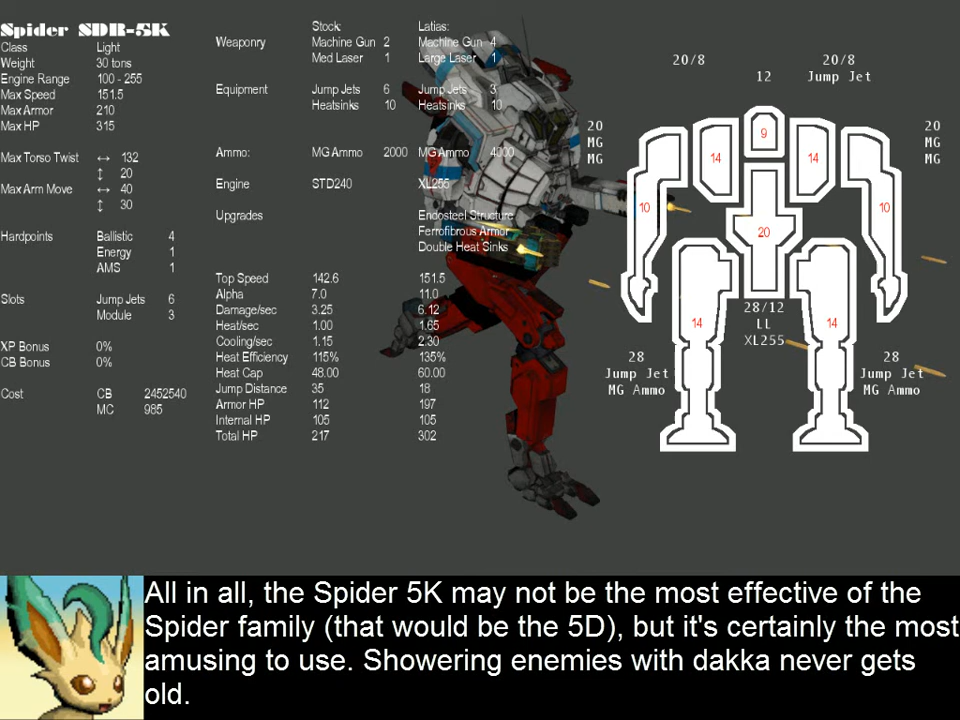 Spider SDR-5K
Class Light
Weight 30 tons
Engine Range 100 - 255
Max Speed 151.5
Max Armor 210
Max HP 315
Max Torso Twist ↔ 132
↕ 20
Max Arm Move ↔ 40
↕ 30
Hardpoints Ballistic 4
Energy 1
AMS 1
Slots Jump Jets 6
Module 3
XP Bonus 0%
CB Bonus 0%
Cost CB 2452540
MC 985
Stock: Latias:
Weaponry Machine Gun 2 Machine Gun 4
Med Laser 1 Large Laser 1
Equipment Jump Jets 6 Jump Jets 3
Heatsinks 10 Heatsinks 10
Ammo: MG Ammo 2000 MG Ammo 4000
Engine STD240 XL255
Upgrades Endosteel Structure
Ferrofibrous Armor
Double Heat Sinks
Top Speed 142.6 151.5
Alpha 7.0 11.0
Damage/sec 3.25 6.12
Heat/sec 1.00 1.65
Cooling/sec 1.15 2.30
Heat Efficiency 115% 135%
Heat Cap 48.00 60.00
Jump Distance 35 18
Armor HP 112 197
Internal HP 105 105
Total HP 217 302
20/8 20/8
12 Jump Jet
20 20
MG MG
MG MG
9
14 14
10 10
20
28/12
LL
XL255
14 14
28 28
Jump Jet Jump Jet
MG Ammo MG Ammo
All in all, the Spider 5K may not be the most effective of the
Spider family (that would be the 5D), but it's certainly the most
amusing to use. Showering enemies with dakka never gets
old.